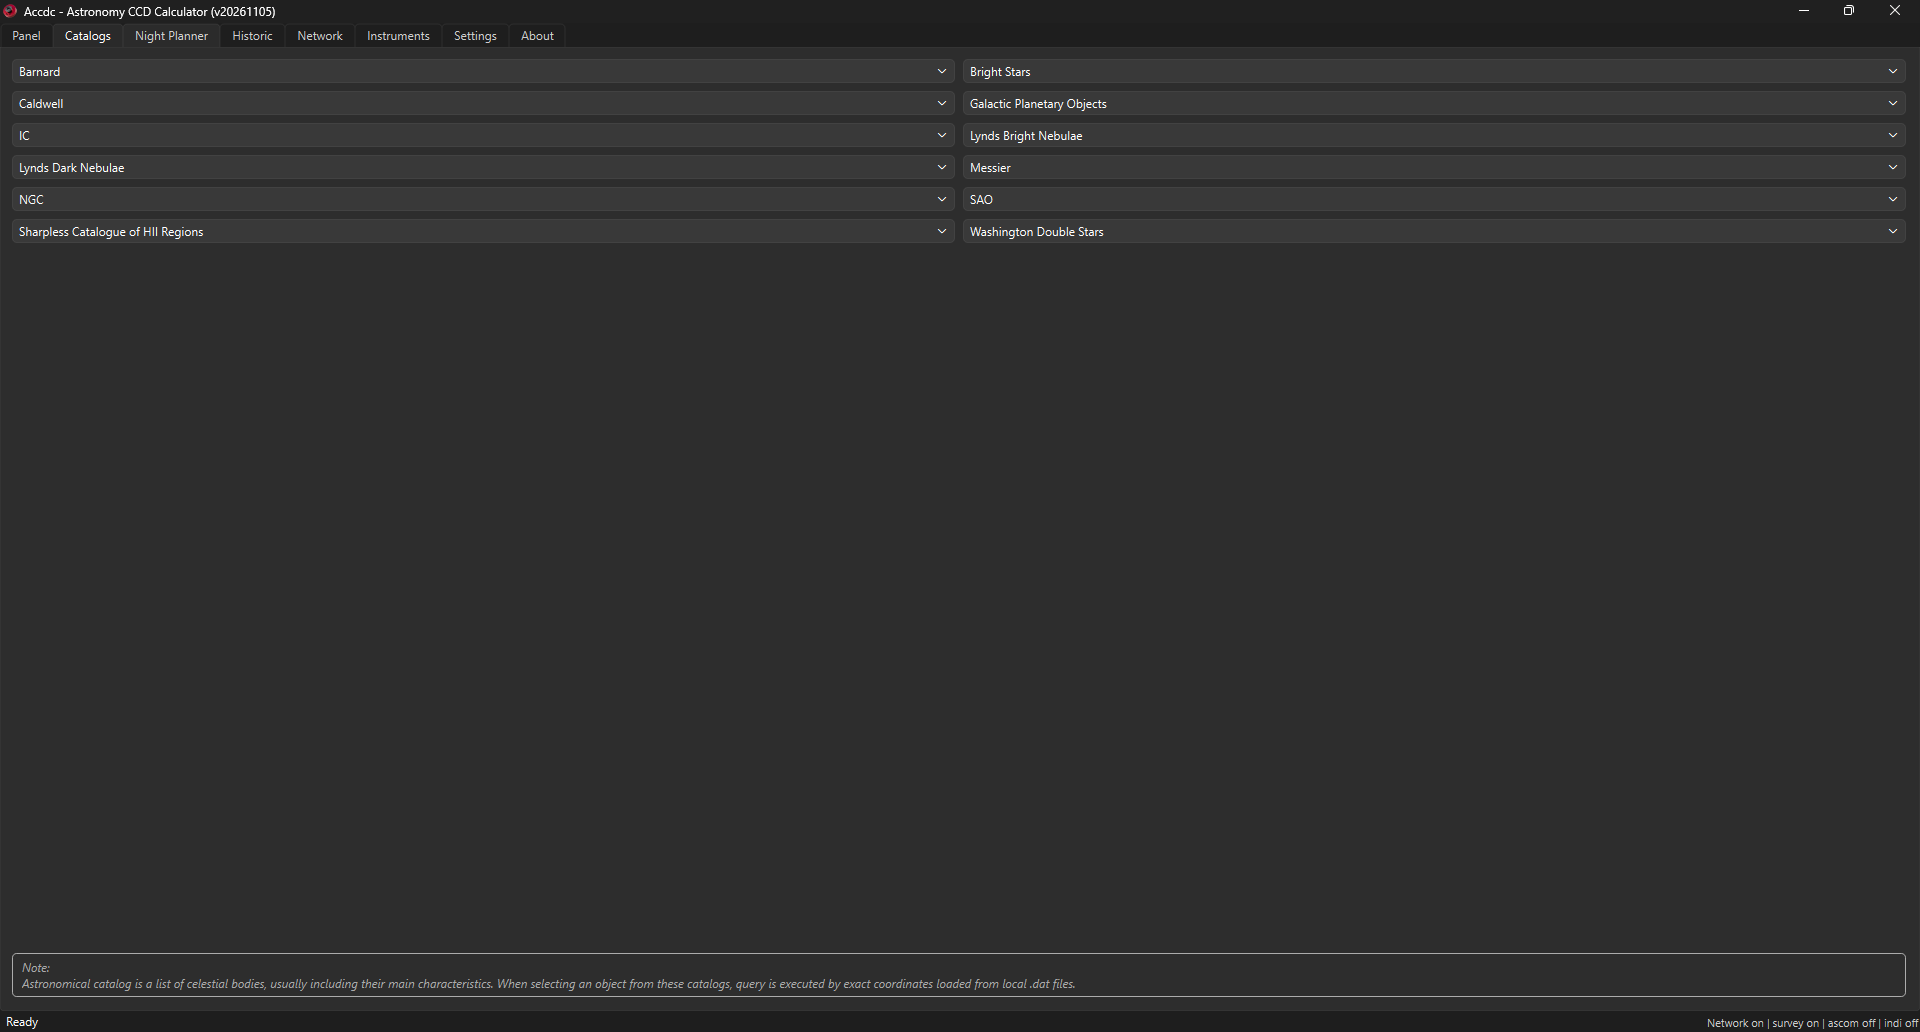 Accdc - Astronomy CCD Calculator (v20261105)
Panel Catalogs Night Planner Historic Network Instruments Settings About
Barnard Bright Stars
Caldwell Galactic Planetary Objects
IC Lynds Bright Nebulae
Lynds Dark Nebulae Messier
NGC SAO
Sharpless Catalogue of HII Regions Washington Double Stars
Note:
Astronomical catalog is a list of celestial bodies, usually including their main characteristics. When selecting an object from these catalogs, query is executed by exact coordinates loaded from local .dat files.
Ready Network on | survey on | ascom off | indi off